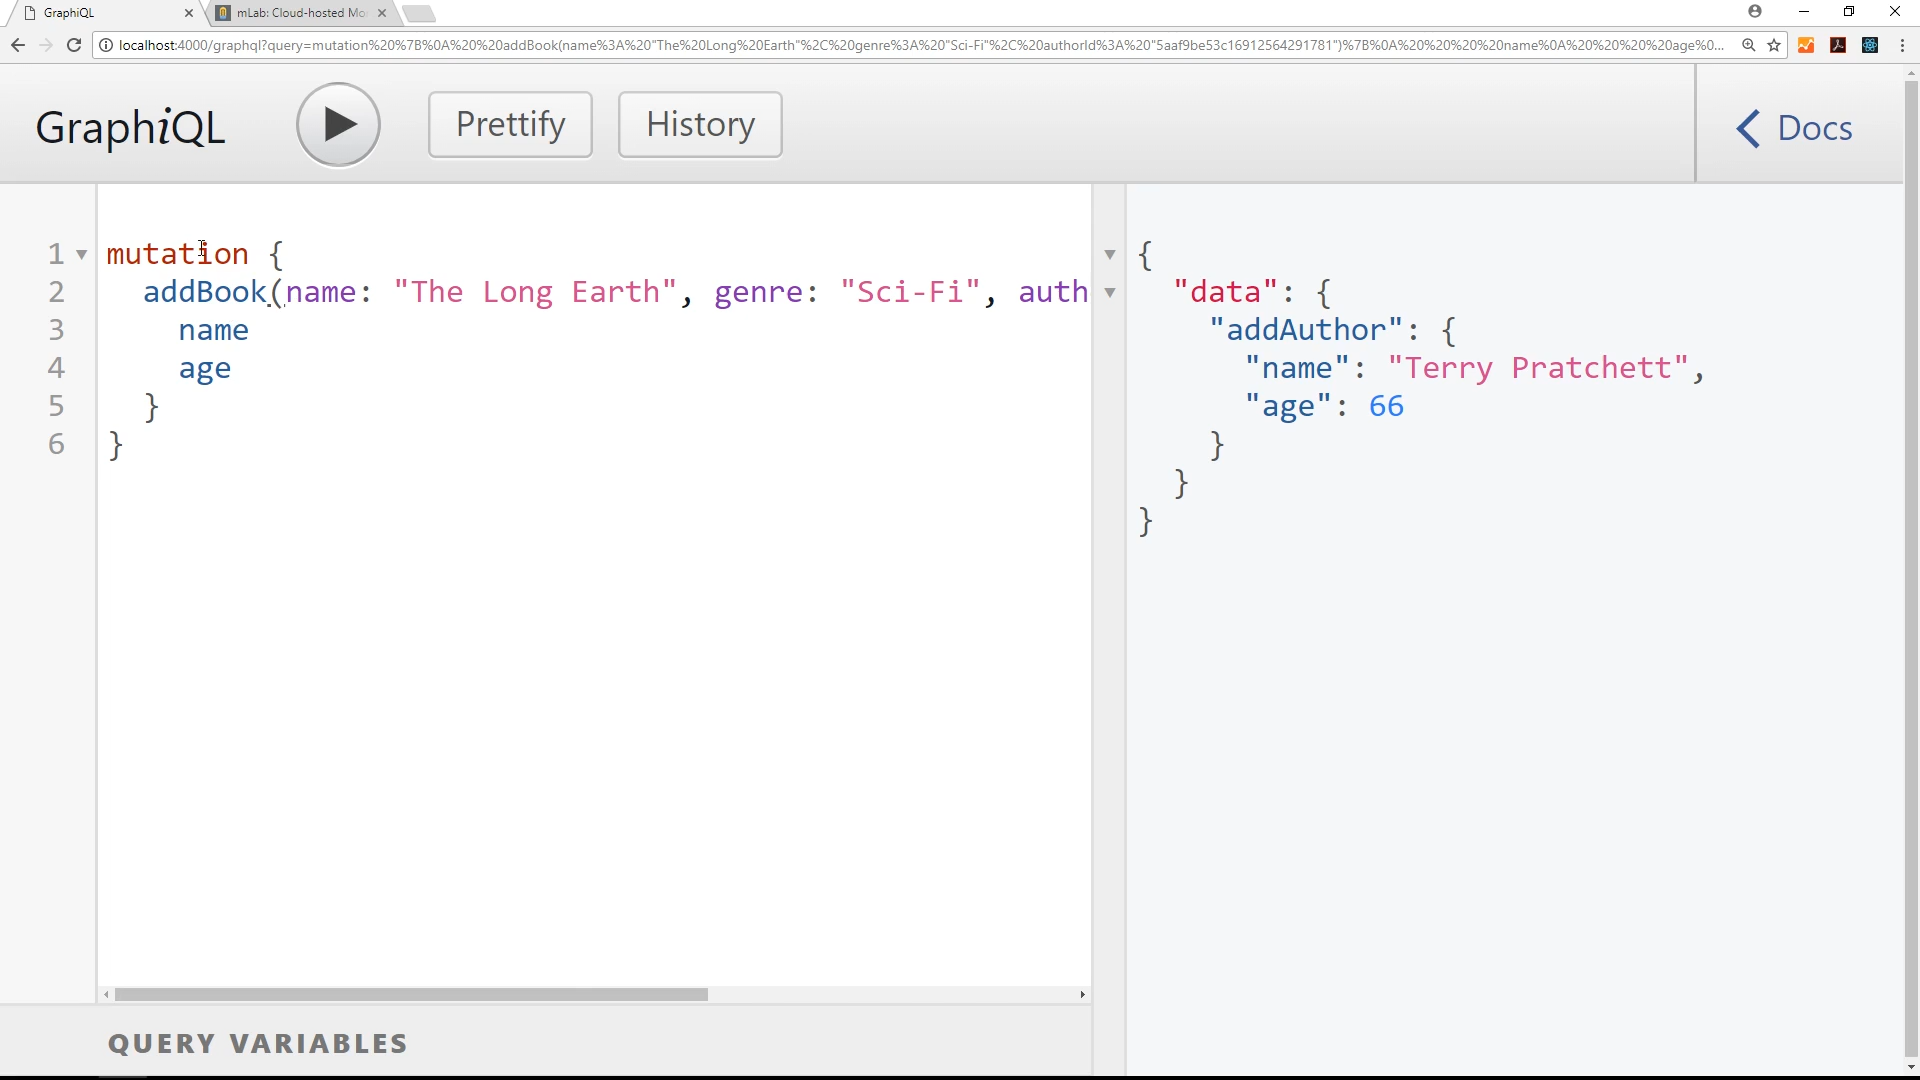 GraphiQL
mLab: Cloud-hosted Mo
localhost:4000/graphql?query=mutation%20%7B%0A%20%20addBook(name%3A%20"The%20Long%20Earth"%2C%20genre%3A%20"Sci-Fi"%2C%20authorId%3A%20"5aaf9be53c16912564291781")%7B%0A%20%20%20%20name%0A%20%20%20%20age%0...
GraphiQL
Prettify
History
Docs
1 mutation {
2 addBook(name: "The Long Earth", genre: "Sci-Fi", auth
3 name
4 age
5 }
6 }
{
"data": {
"addAuthor": {
"name": "Terry Pratchett",
"age": 66
}
}
}
QUERY VARIABLES